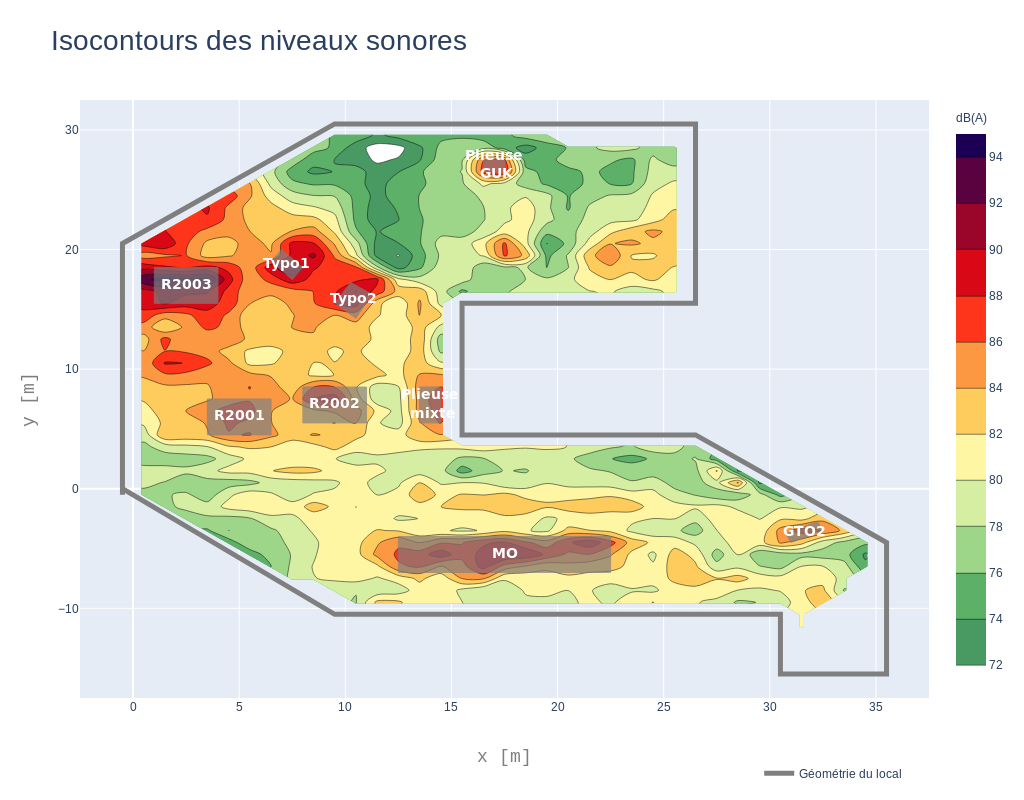 Isocontours des niveaux sonores
dB(A)
94
92
90
88
86
84
82
80
78
76
74
72
30
20
10
0
−10
y [m]
Plieuse
GUK
Typo1
R2003
Typo2
Plieuse
mixte
R2002
R2001
GTO2
MO
0
5
10
15
20
25
30
35
x [m]
Géométrie du local